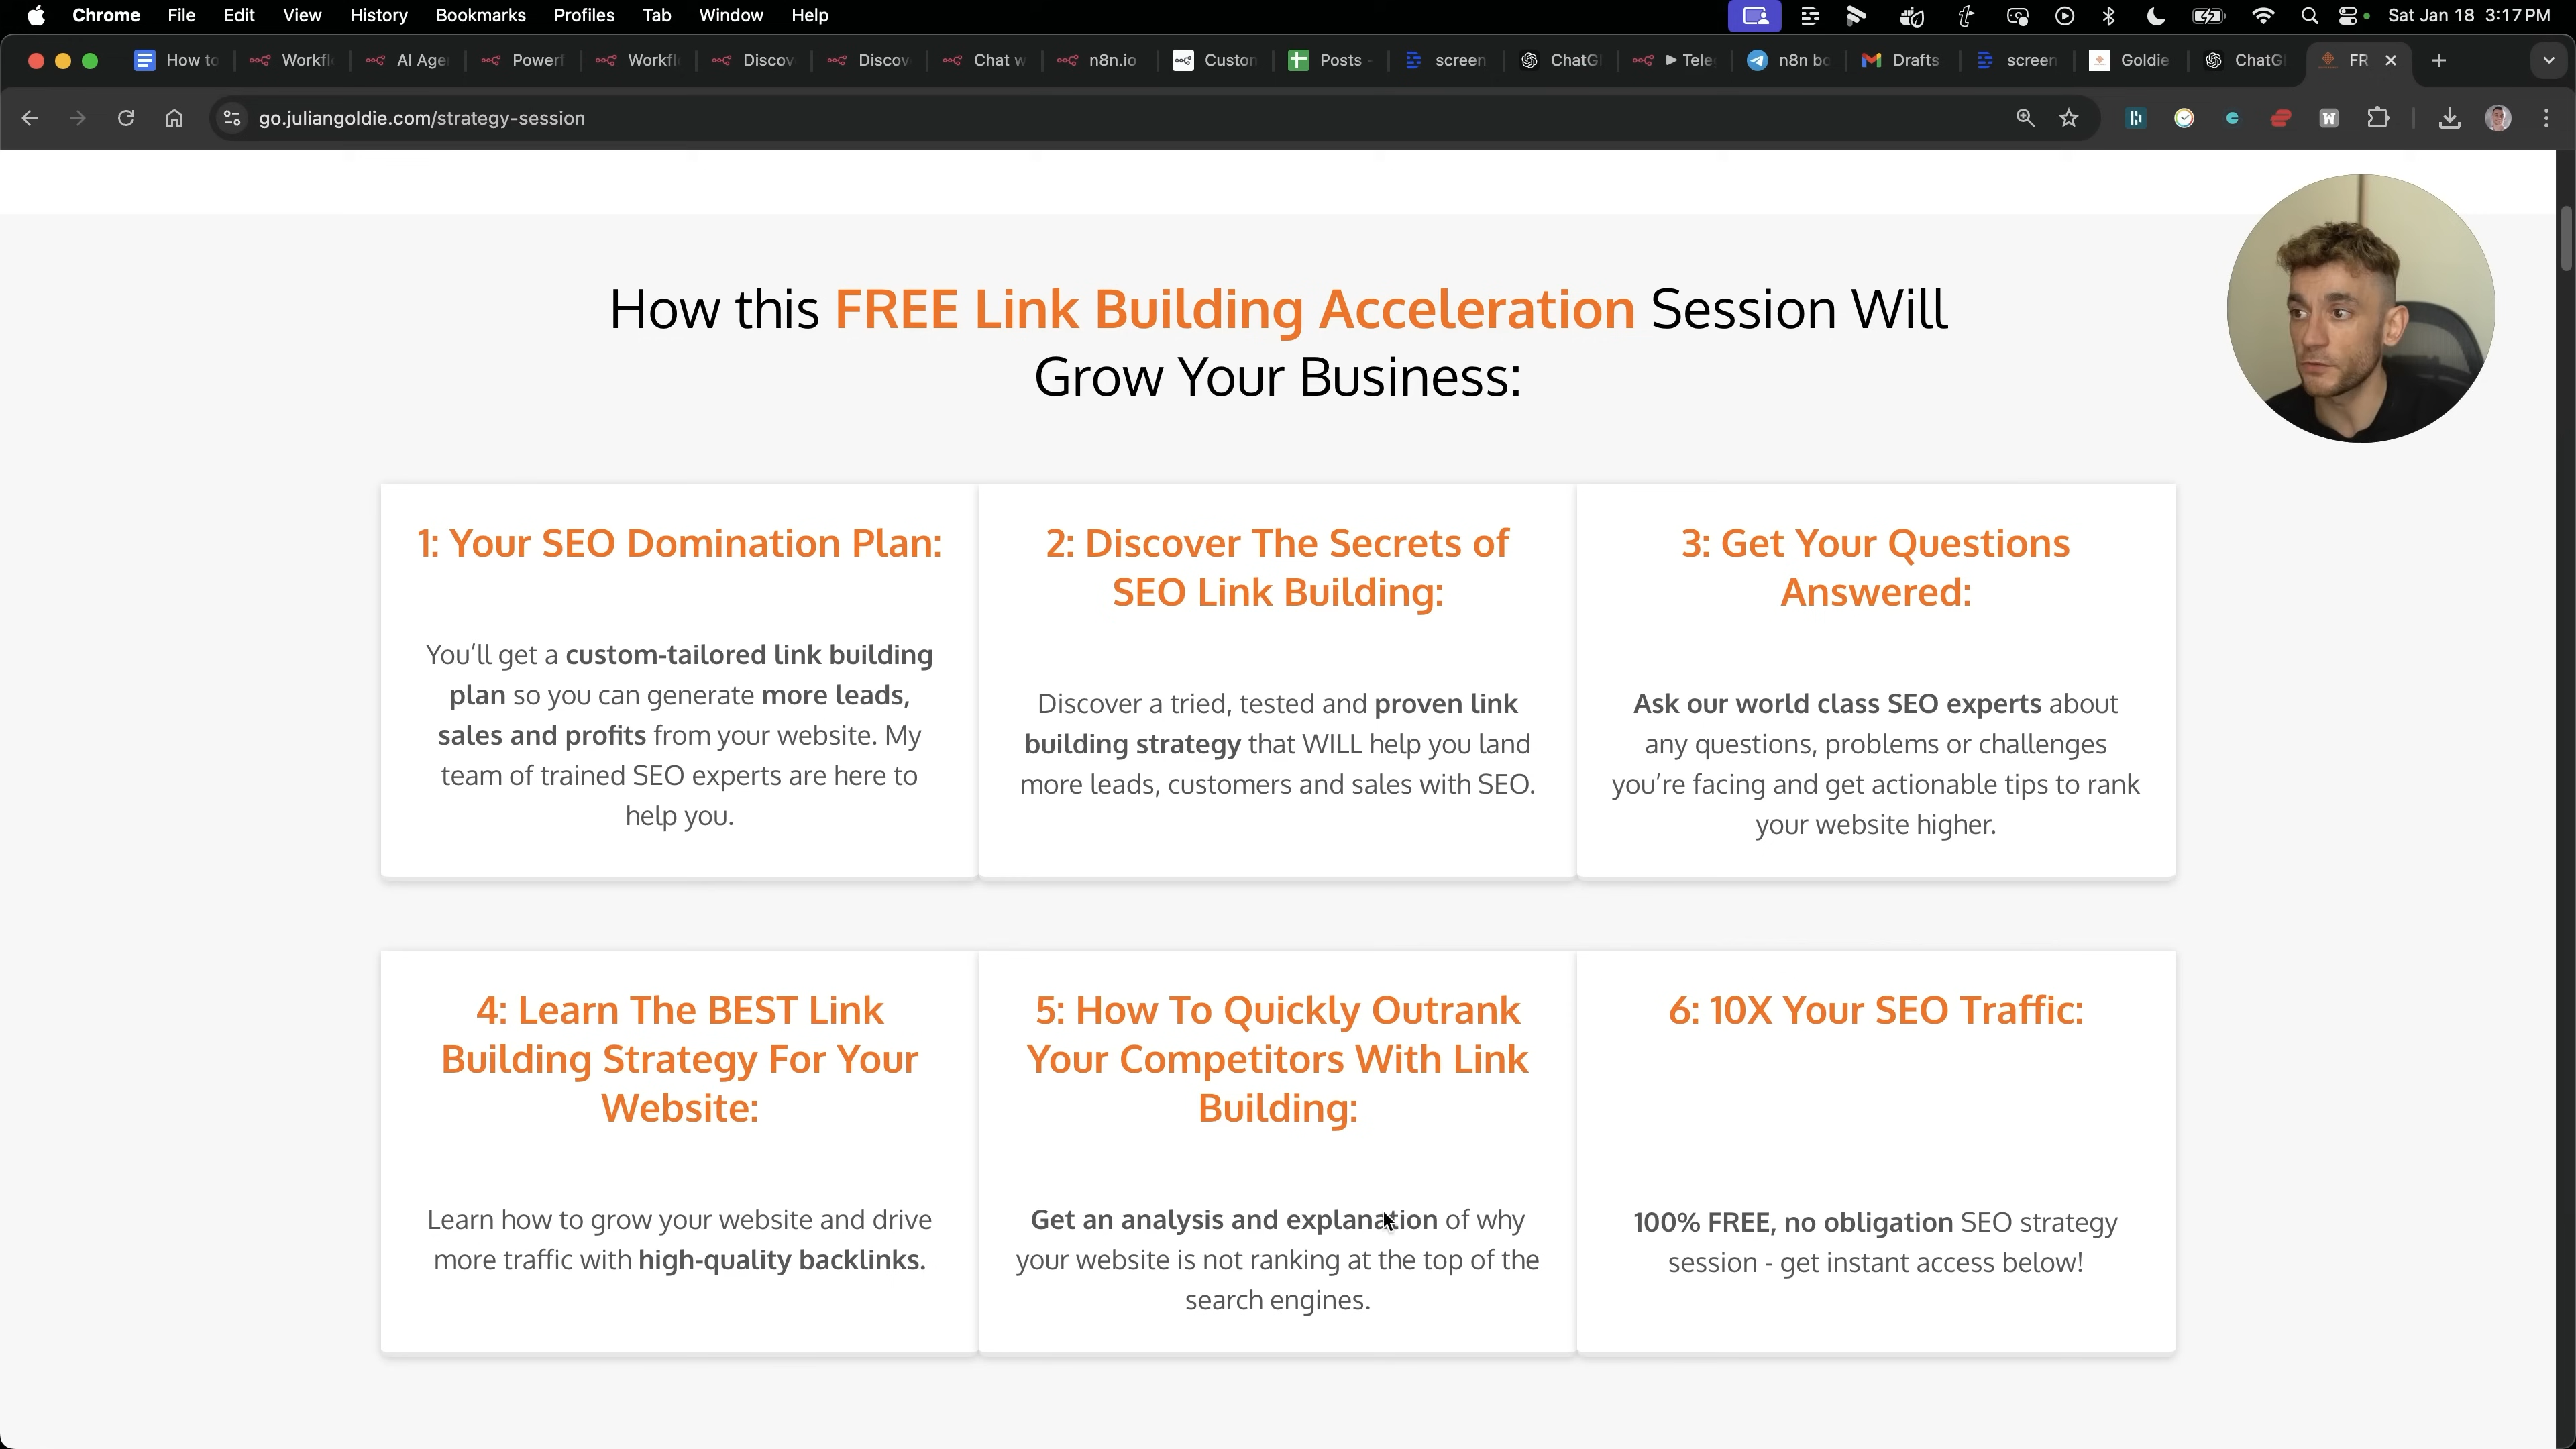 Chrome File Edit View History Bookmarks Profiles Tab Window Help Sat Jan 18 3:17 PM
How to Workfl AI Age Powerf Workfl Discov Discov Chat w n8n.io Custon Posts - screen ChatG ▶ Tele n8n bo Drafts screen Goldie ChatG FR
go.juliangoldie.com/strategy-session
How this FREE Link Building Acceleration Session Will
Grow Your Business:
1: Your SEO Domination Plan:
You'll get a custom-tailored link building
plan so you can generate more leads,
sales and profits from your website. My
team of trained SEO experts are here to
help you.
2: Discover The Secrets of
SEO Link Building:
Discover a tried, tested and proven link
building strategy that WILL help you land
more leads, customers and sales with SEO.
3: Get Your Questions
Answered:
Ask our world class SEO experts about
any questions, problems or challenges
you're facing and get actionable tips to rank
your website higher.
4: Learn The BEST Link
Building Strategy For Your
Website:
Learn how to grow your website and drive
more traffic with high-quality backlinks.
5: How To Quickly Outrank
Your Competitors With Link
Building:
Get an analysis and explanation of why
your website is not ranking at the top of the
search engines.
6: 10X Your SEO Traffic:
100% FREE, no obligation SEO strategy
session - get instant access below!